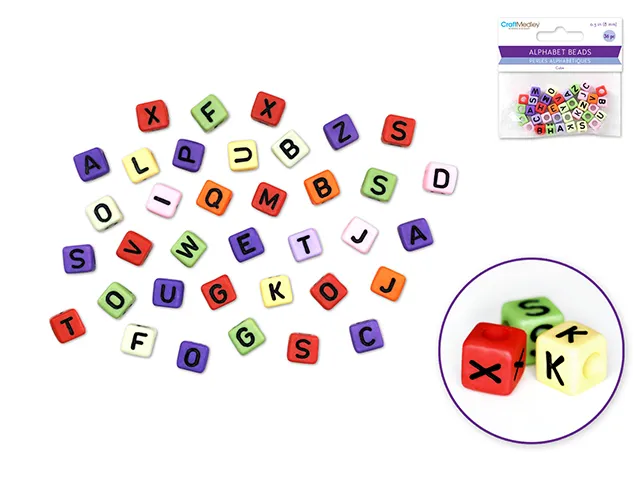 CraftMedley
36 pc
ALPHABET BEADS
PERLES ALPHABÉTIQUES
Cube
X F X
A L P U B Z S
O I Q M B S D
S V W E T J A
T O U G K O J
F O G S C
S
X K
K